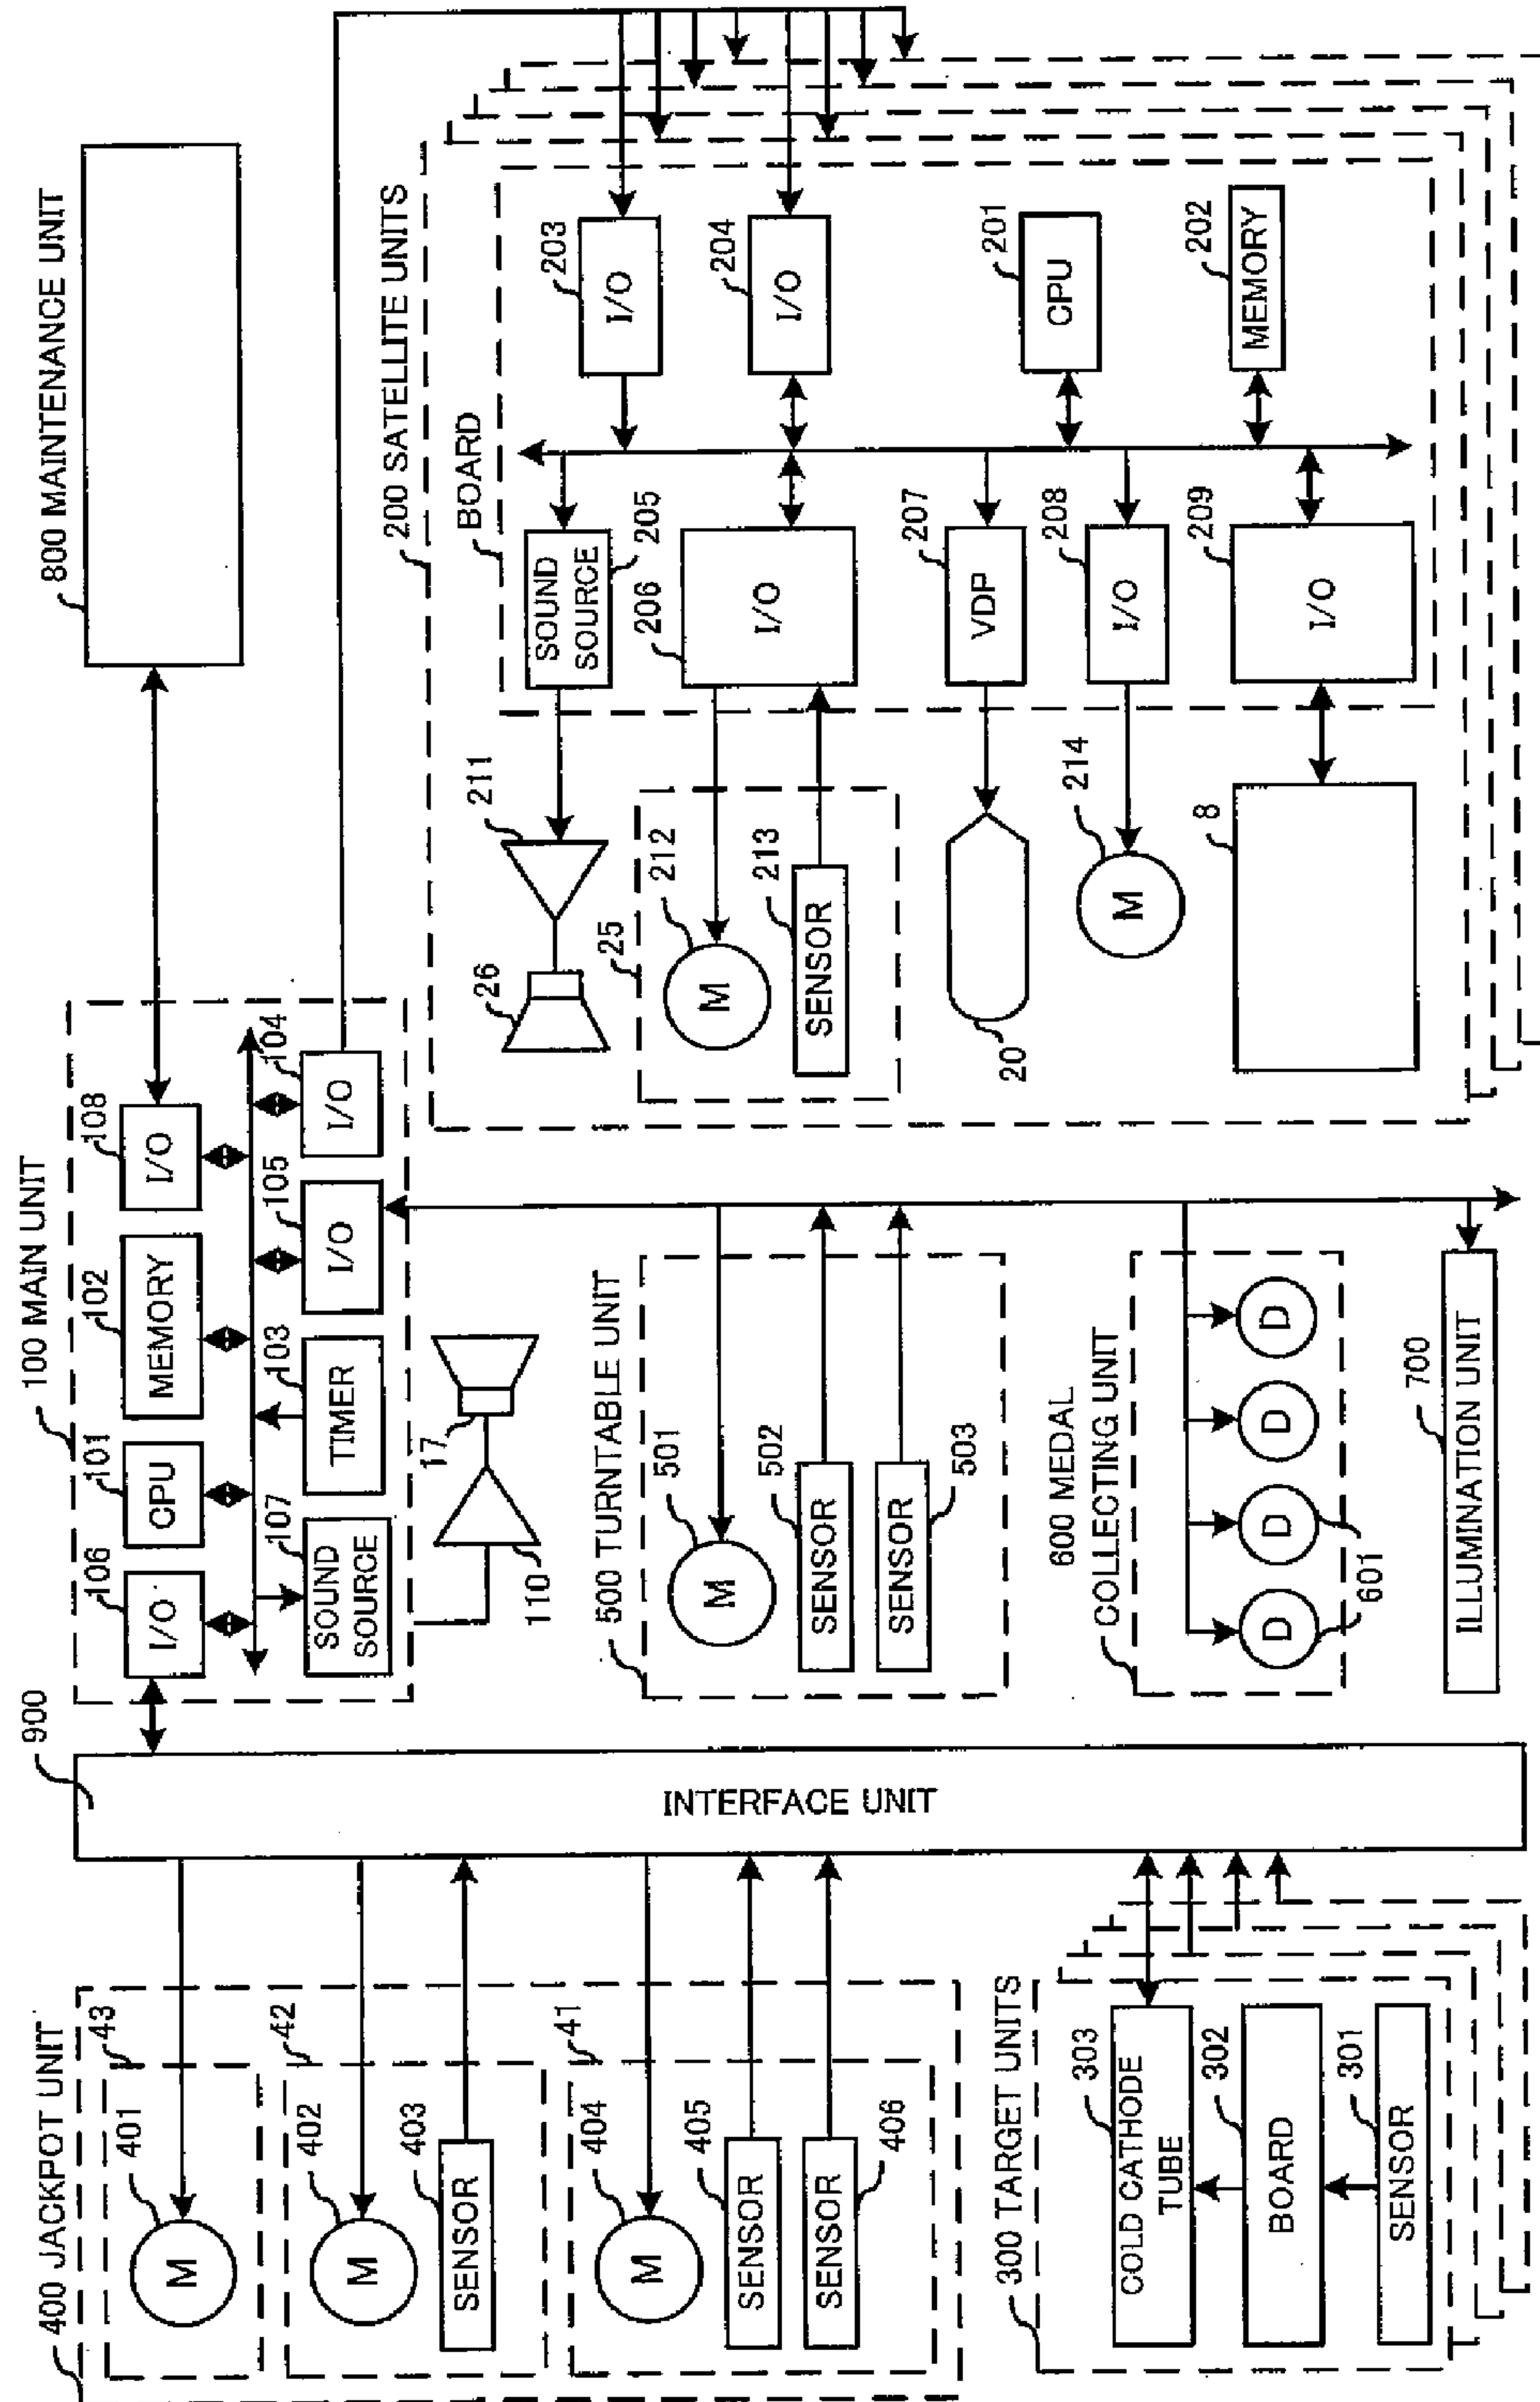 400 JACKPOT UNIT
43
401
M
42
402
M
403
SENSOR
41
404
M
405
SENSOR
406
SENSOR
300 TARGET UNITS
303
COLD CATHODE
TUBE
302
BOARD
301
SENSOR
900
INTERFACE UNIT
100 MAIN UNIT
106
I/O
101
CPU
102
MEMORY
108
I/O
107
SOUND
SOURCE
103
TIMER
105
I/O
104
I/O
17
110
500 TURNTABLE UNIT
501
M
502
SENSOR
503
SENSOR
600 MEDAL
COLLECTING UNIT
D
D
D
D
601
700
ILLUMINATION UNIT
800 MAINTENANCE UNIT
200 SATELLITE UNITS
BOARD
203
I/O
204
I/O
201
CPU
202
MEMORY
205
SOUND
SOURCE
206
I/O
207
VDP
208
I/O
209
I/O
211
26
25
212
M
213
SENSOR
20
214
M
8